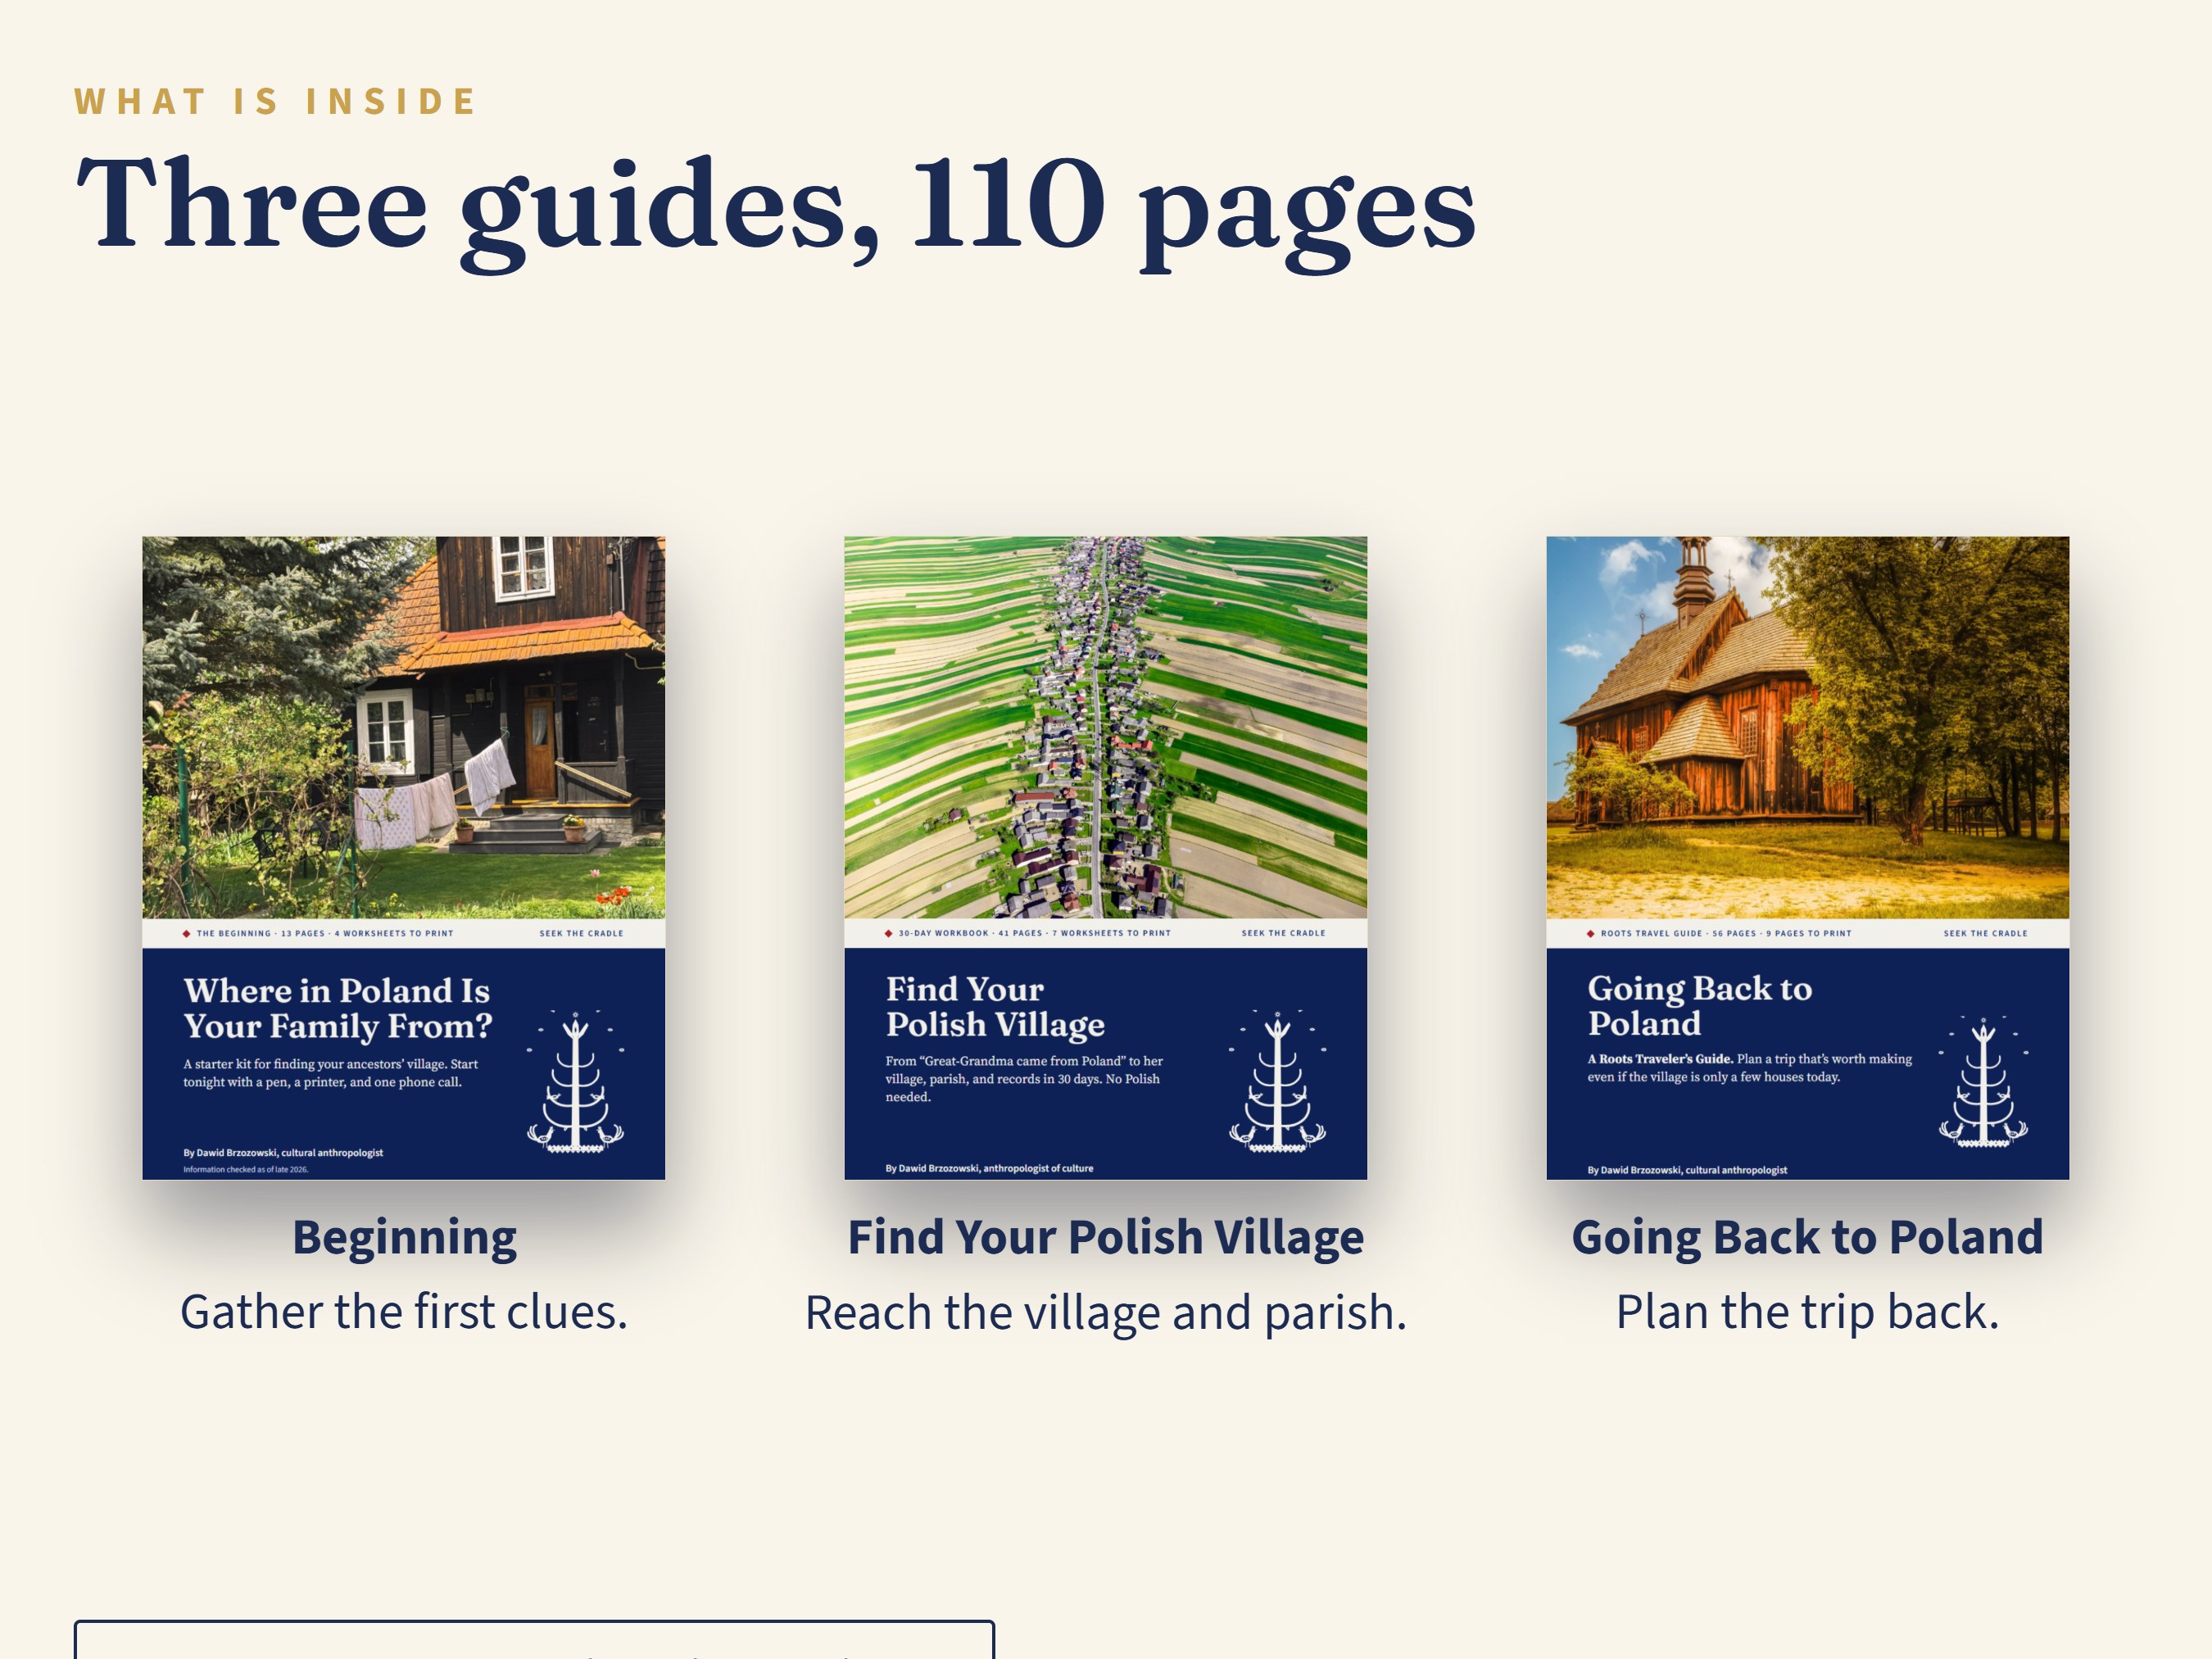 WHAT IS INSIDE
Three guides, 110 pages
THE BEGINNING · 13 PAGES · 4 WORKSHEETS TO PRINT SEEK THE CRADLE
Where in Poland Is
Your Family From?
A starter kit for finding your ancestors’ village. Start
tonight with a pen, a printer, and one phone call.
By Dawid Brzozowski, cultural anthropologist
Information checked as of late 2026.
Beginning
Gather the first clues.
30-DAY WORKBOOK · 41 PAGES · 7 WORKSHEETS TO PRINT SEEK THE CRADLE
Find Your
Polish Village
From “Great-Grandma came from Poland” to her
village, parish, and records in 30 days. No Polish
needed.
By Dawid Brzozowski, anthropologist of culture
Find Your Polish Village
Reach the village and parish.
ROOTS TRAVEL GUIDE · 56 PAGES · 9 PAGES TO PRINT SEEK THE CRADLE
Going Back to
Poland
A Roots Traveler’s Guide. Plan a trip that’s worth making
even if the village is only a few houses today.
By Dawid Brzozowski, cultural anthropologist
Going Back to Poland
Plan the trip back.